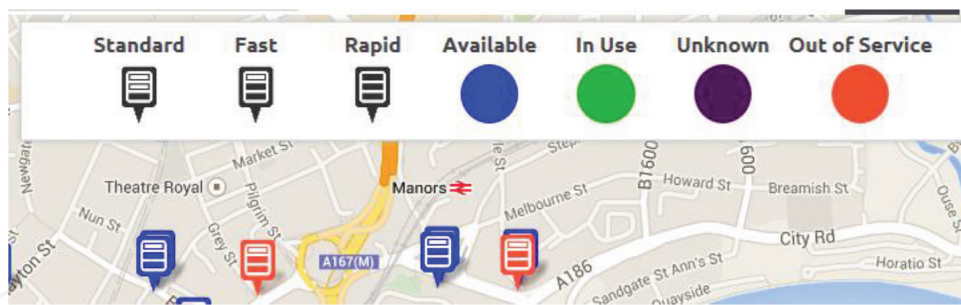 Standard Fast Rapid Available In Use Unknown Out of Service
Market St
Theatre Royal
Manors
Melbourne St
B1600
Howard St
Breamish St
Nun St
Grey St
Pilgrim St
City Rd
A167(M)
A186
Sandgate
St Ann's St
Horatio St
Quayside
Ouse St